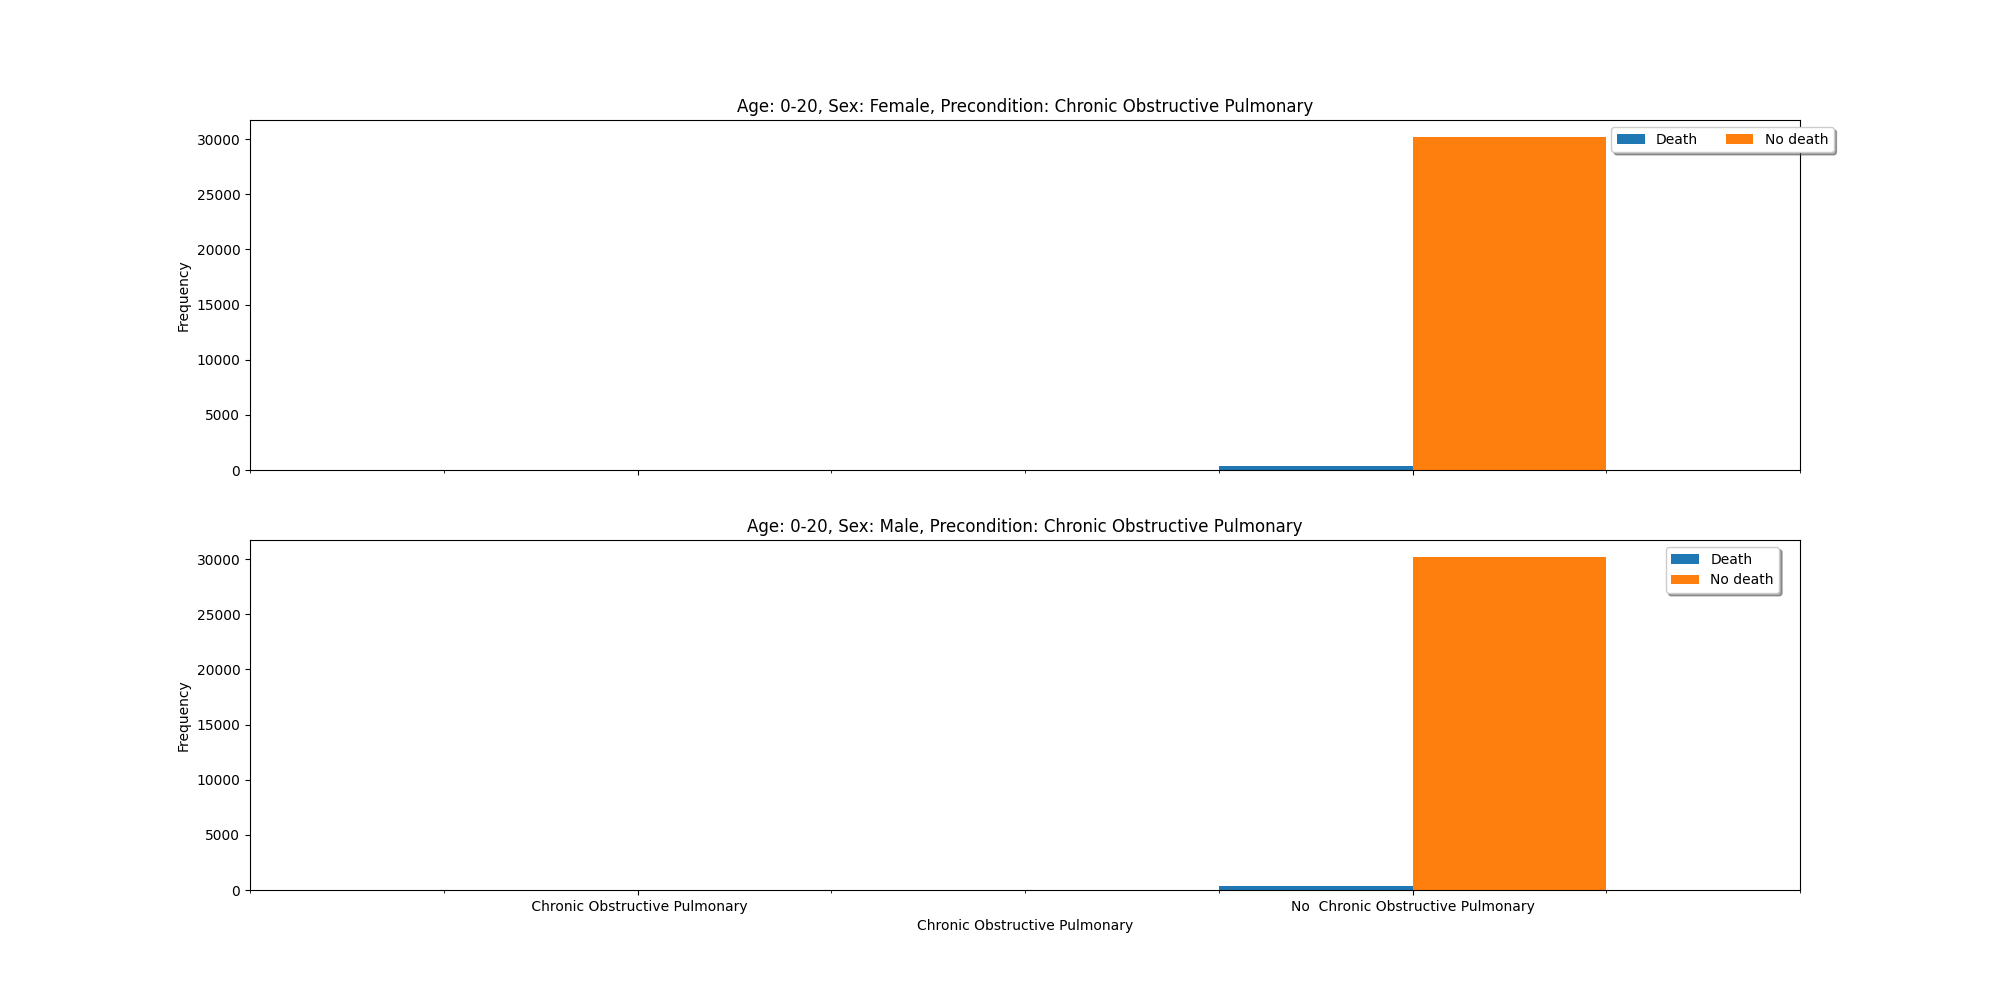 Age: 0-20, Sex: Female, Precondition: Chronic Obstructive Pulmonary
30000
25000
20000
15000
10000
5000
0
Frequency
Death No death
Age: 0-20, Sex: Male, Precondition: Chronic Obstructive Pulmonary
30000
25000
20000
15000
10000
5000
0
Frequency
Death
No death
Chronic Obstructive Pulmonary
No  Chronic Obstructive Pulmonary
Chronic Obstructive Pulmonary